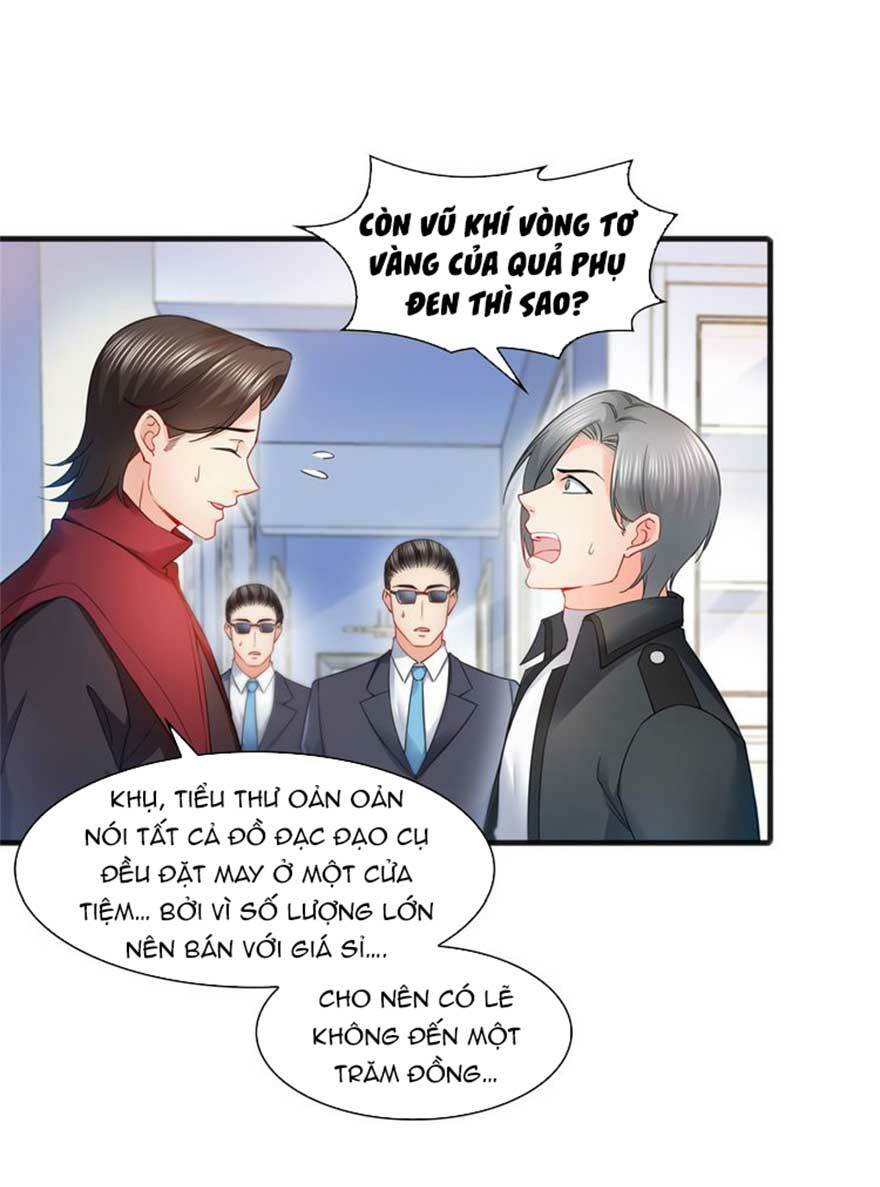 CÒN VŨ KHÍ VÒNG TƠ
VÀNG CỦA QUẢ PHỤ
ĐEN THÌ SAO?
KHỤ, TIỂU THƯ OẢN OẢN
NÓI TẤT CẢ ĐỒ ĐẠC ĐẠO CỤ
ĐỀU ĐẶT MAY Ở MỘT CỬA
TIỆM... BỞI VÌ SỐ LƯỢNG LỚN
NÊN BÁN VỚI GIÁ SỈ....
CHO NÊN CÓ LẼ
KHÔNG ĐẾN MỘT
TRĂM ĐỒNG...